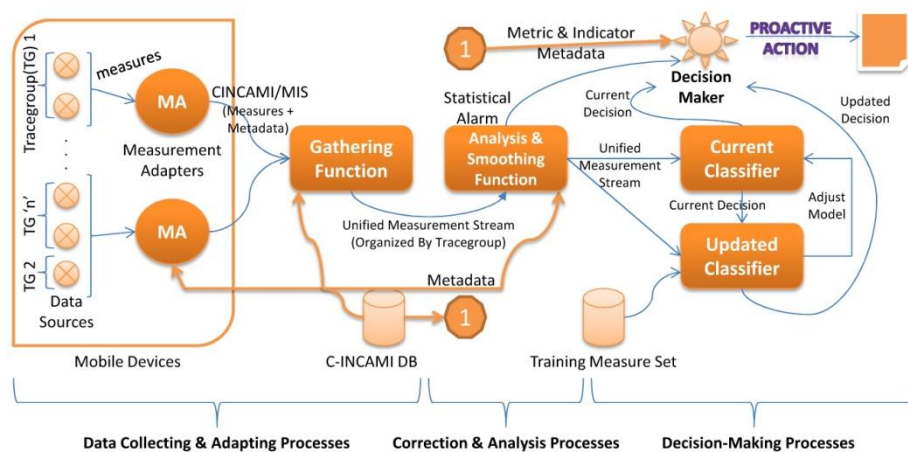 Tracegroup(TG) 1
measures
MA
Measurement
Adapters
CINCAMI/MIS
(Measures +
Metadata)
Gathering
Function
. . . .
TG 'n'
MA
TG 2
Data
Sources
Mobile Devices
Unified Measurement Stream
(Organized By Tracegroup)
Metadata
C-INCAMI DB
1
1
Metric & Indicator
Metadata
Statistical
Alarm
Analysis &
Smoothing
Function
Decision
Maker
PROACTIVE
ACTION
Current
Decision
Updated
Decision
Unified
Measurement
Stream
Current
Classifier
Current Decision
Adjust
Model
Updated
Classifier
Training Measure Set
Data Collecting & Adapting Processes
Correction & Analysis Processes
Decision-Making Processes